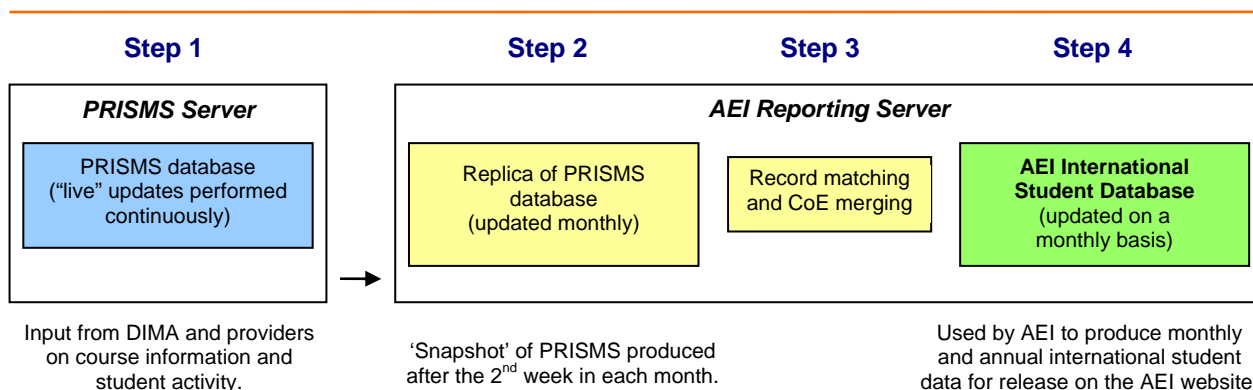 Step 1
Step 2
Step 3
Step 4
PRISMS Server
PRISMS database
("live" updates performed
continuously)
AEI Reporting Server
Replica of PRISMS
database
(updated monthly)
Record matching
and CoE merging
AEI International
Student Database
(updated on a
monthly basis)
Input from DIMA and providers
on course information and
student activity.
‘Snapshot’ of PRISMS produced
after the 2nd week in each month.
Used by AEI to produce monthly
and annual international student
data for release on the AEI website